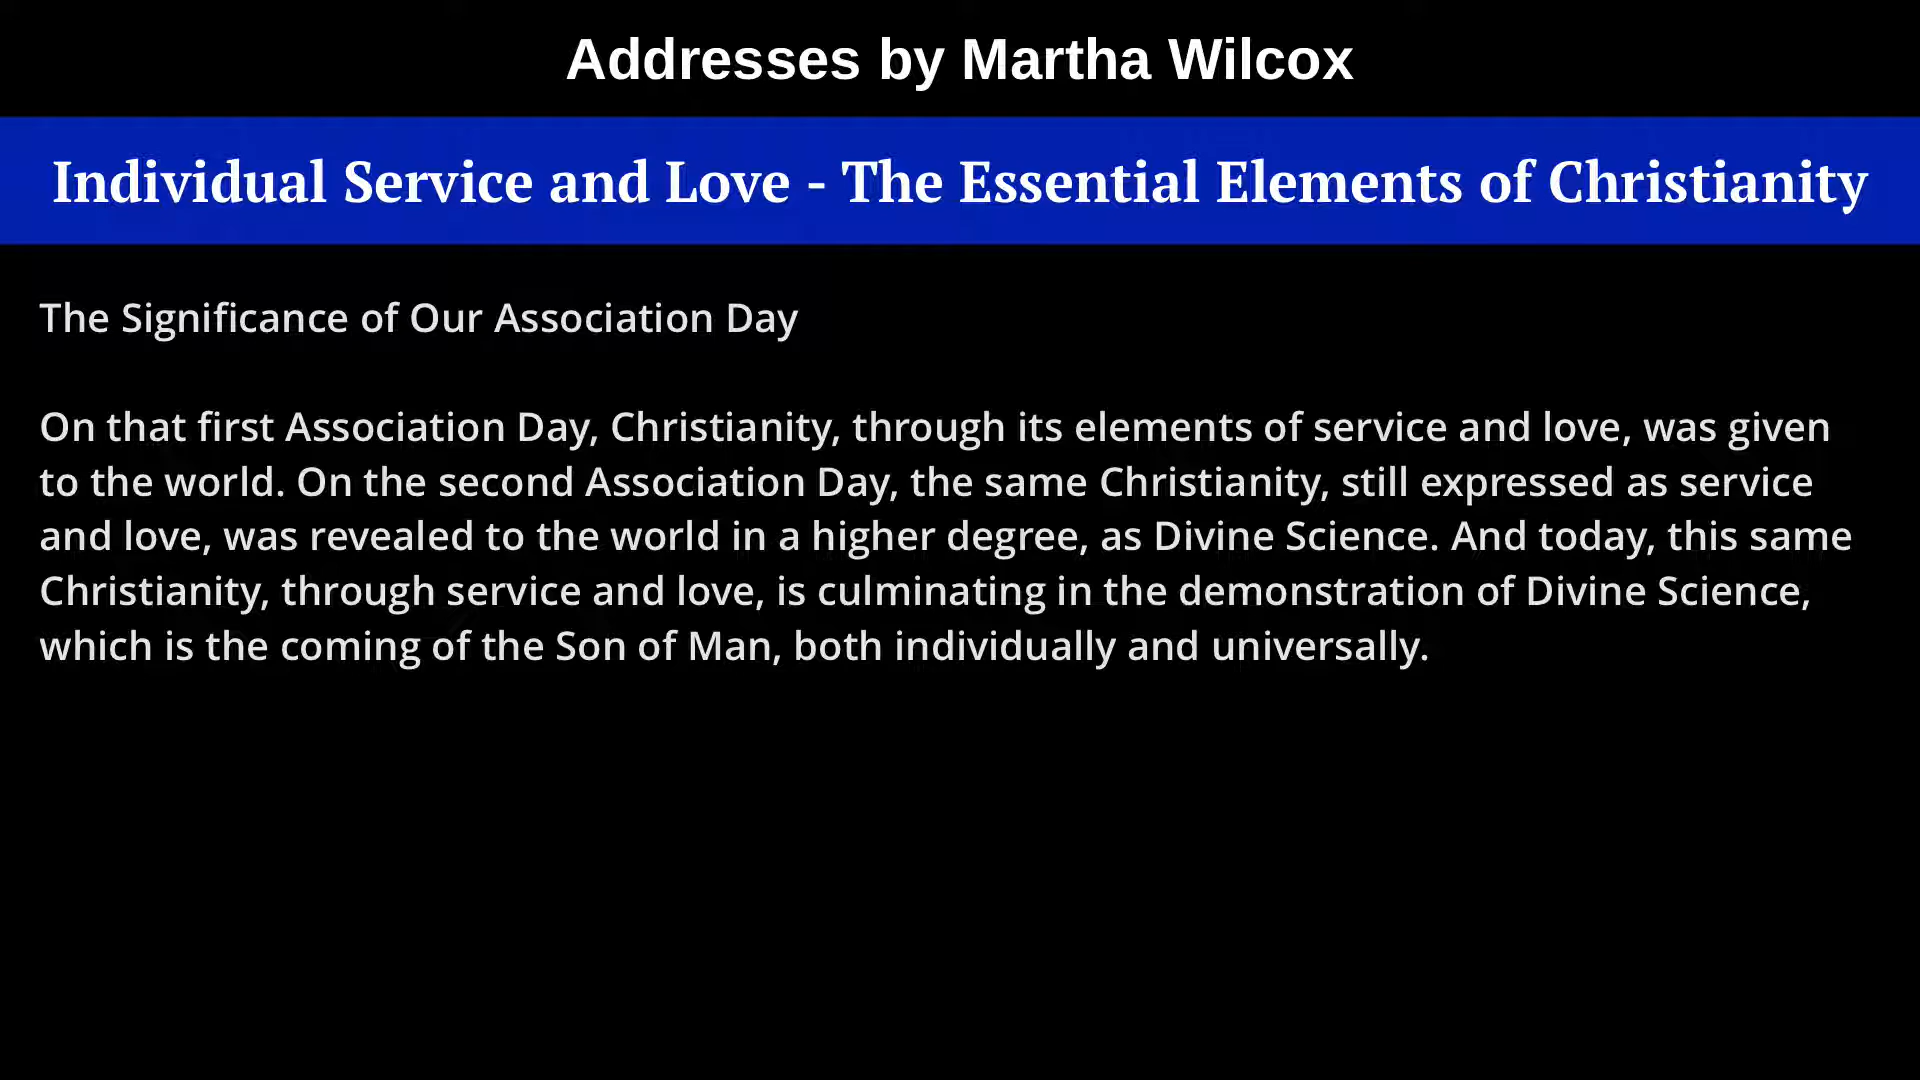 Addresses by Martha Wilcox
Individual Service and Love - The Essential Elements of Christianity
The Significance of Our Association Day
On that first Association Day, Christianity, through its elements of service and love, was given
to the world. On the second Association Day, the same Christianity, still expressed as service
and love, was revealed to the world in a higher degree, as Divine Science. And today, this same
Christianity, through service and love, is culminating in the demonstration of Divine Science,
which is the coming of the Son of Man, both individually and universally.